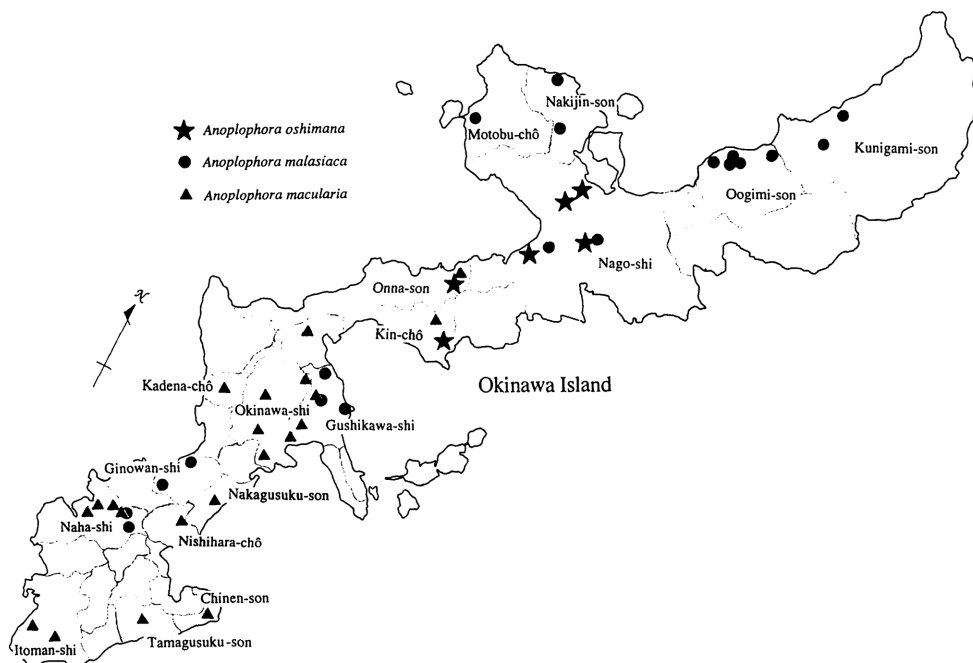 Nakijin-son
Motobu-chô
Kunigami-son
★ Anoplophora oshimana
● Anoplophora malasiaca
▲ Anoplophora macularia
Oogimi-son
Nago-shi
Onna-son
Kin-chô
Okinawa Island
Kadena-chô
Okinawa-shi
Gushikawa-shi
Ginowan-shi
Nakagusuku-son
Naha-shi
Nishihara-chô
Chinen-son
Tamagusuku-son
Itoman-shi